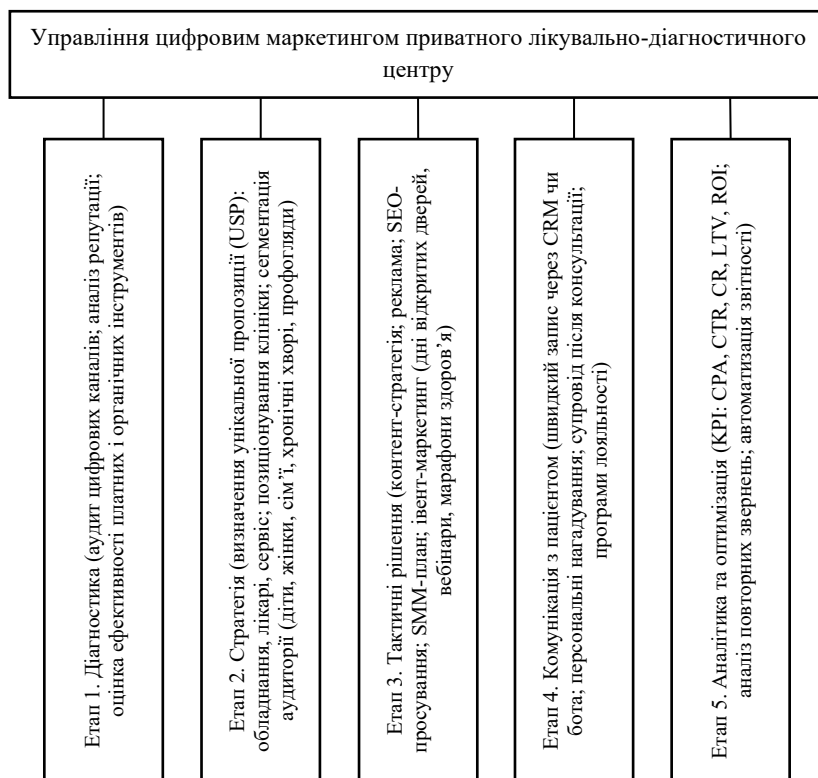 Управління цифровим маркетингом приватного лікувально-діагностичного
центру
Етап 1. Діагностика (аудит цифрових каналів; аналіз репутації;
оцінка ефективності платних і органічних інструментів)
Етап 2. Стратегія (визначення унікальної пропозиції (USP):
обладнання, лікарі, сервіс; позиціонування клініки; сегментація
аудиторії (діти, жінки, сім’ї, хронічні хворі, профогляди)
Етап 3. Тактичні рішення (контент-стратегія; реклама; SEO-
просування; SMM-план; івент-маркетинг (дні відкритих дверей,
вебінари, марафони здоров’я)
Етап 4. Комунікація з пацієнтом (швидкий запис через CRM чи
бота; персональні нагадування; супровід після консультації;
програми лояльності)
Етап 5. Аналітика та оптимізація (KPI: CPA, CTR, CR, LTV, ROI;
аналіз повторних звернень; автоматизація звітності)